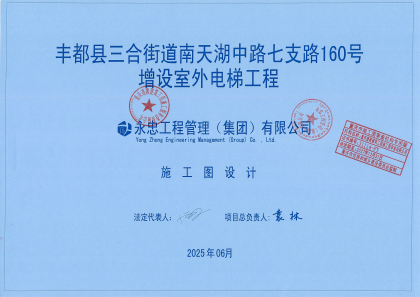 丰都县三合街道南天湖中路七支路160号
增设室外电梯工程
永忠工程管理（集团）有限公司
Yong Zhong Engineering Management (Group) Co. , Ltd.
施工图设计
法定代表人：
项目总负责人：袁林
2025年06月